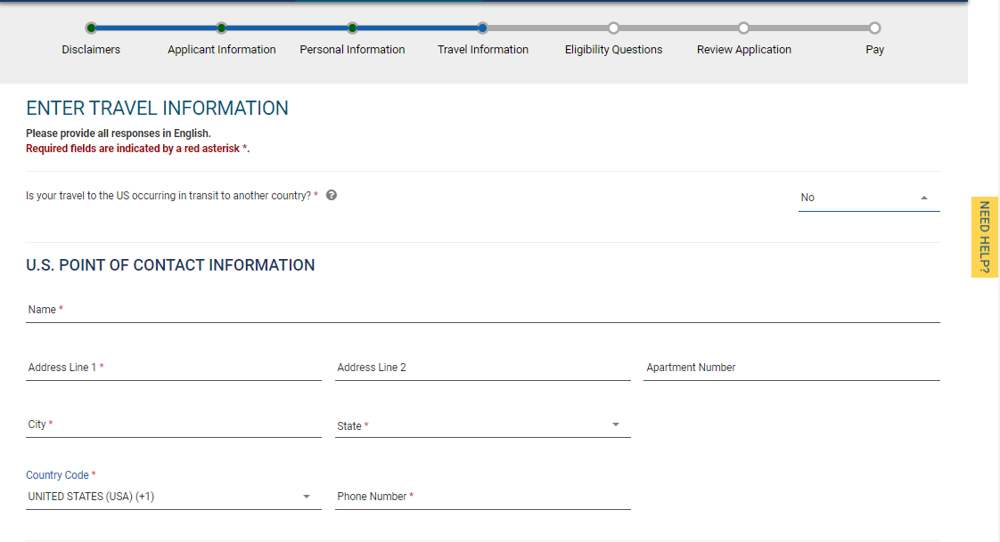 Disclaimers Applicant Information Personal Information Travel Information Eligibility Questions Review Application Pay
ENTER TRAVEL INFORMATION
Please provide all responses in English.
Required fields are indicated by a red asterisk *.
Is your travel to the US occurring in transit to another country? * ?
No
NEED HELP?
U.S. POINT OF CONTACT INFORMATION
Name *
Address Line 1 * Address Line 2 Apartment Number
City * State *
Country Code *
UNITED STATES (USA) (+1) Phone Number *